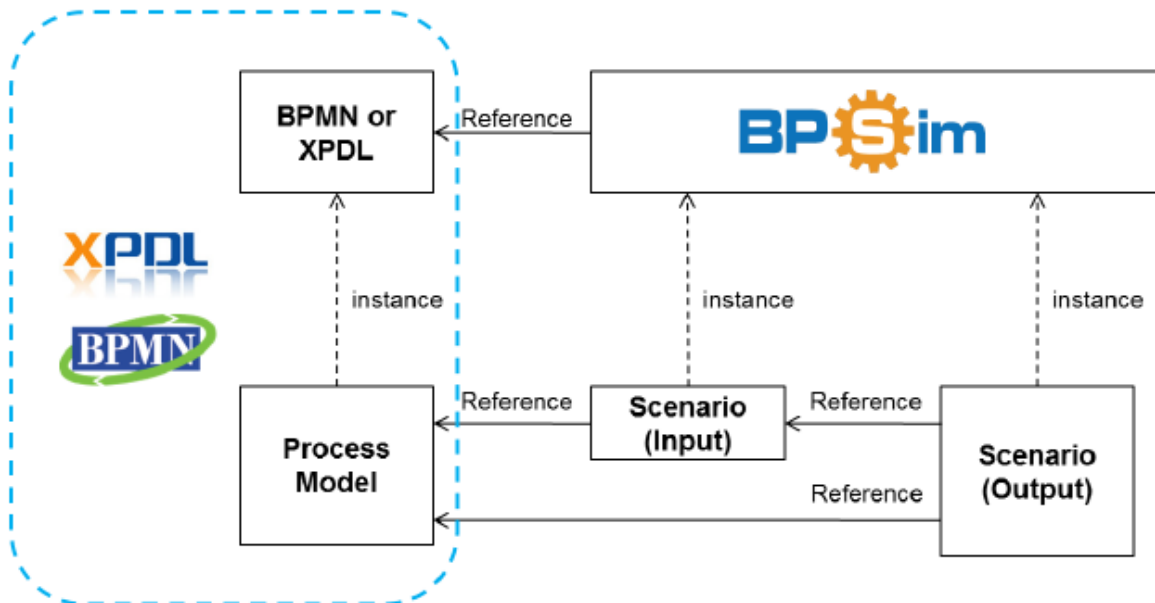 BPMN or
XPDL
Reference
BPSim
XPDL
BPMN
instance
instance
instance
Process
Model
Reference
Scenario
(Input)
Reference
Reference
Scenario
(Output)